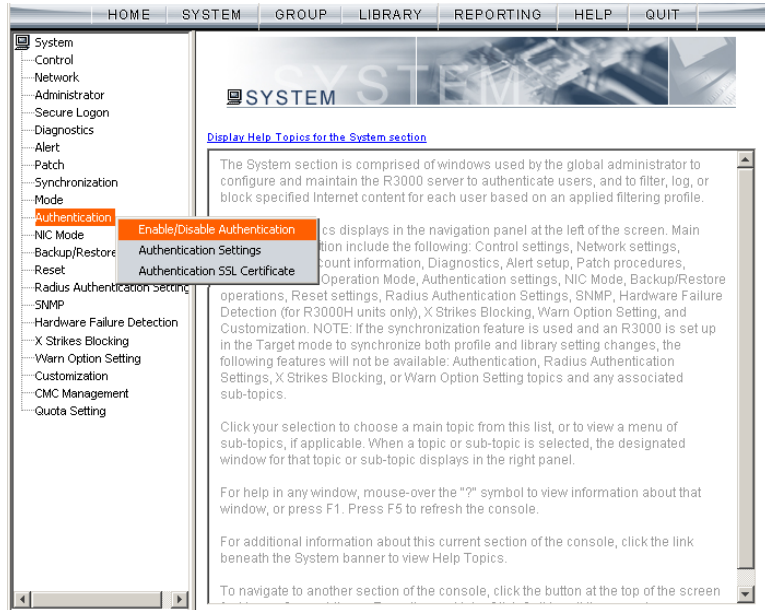 HOME SYSTEM GROUP LIBRARY REPORTING HELP QUIT
System
Control
Network
Administrator
Secure Logon
Diagnostics
Alert
Patch
Synchronization
Mode
Authentication
NIC Mode
Backup/Restore
Reset
Radius Authentication Setting
SNMP
Hardware Failure Detection
X Strikes Blocking
Warn Option Setting
Customization
CMC Management
Quota Setting
Enable/Disable Authentication
Authentication Settings
Authentication SSL Certificate
SYSTEM
SYSTEM
Display Help Topics for the System section
The System section is comprised of windows used by the global administrator to
configure and maintain the R3000 server to authenticate users, and to filter, log, or
block specified Internet content for each user based on an applied filtering profile.
cs displays in the navigation panel at the left of the screen. Main
tion include the following: Control settings, Network settings,
count information, Diagnostics, Alert setup, Patch procedures,
Operation Mode, Authentication settings, NIC Mode, Backup/Restore
operations, Reset settings, Radius Authentication Settings, SNMP, Hardware Failure
Detection (for R3000H units only), X Strikes Blocking, Warn Option Setting, and
Customization. NOTE: If the synchronization feature is used and an R3000 is set up
in the Target mode to synchronize both profile and library setting changes, the
following features will not be available: Authentication, Radius Authentication
Settings, X Strikes Blocking, or Warn Option Setting topics and any associated
sub-topics.
Click your selection to choose a main topic from this list, or to view a menu of
sub-topics, if applicable. When a topic or sub-topic is selected, the designated
window for that topic or sub-topic displays in the right panel.
For help in any window, mouse-over the "?" symbol to view information about that
window, or press F1. Press F5 to refresh the console.
For additional information about this current section of the console, click the link
beneath the System banner to view Help Topics.
To navigate to another section of the console, click the button at the top of the screen